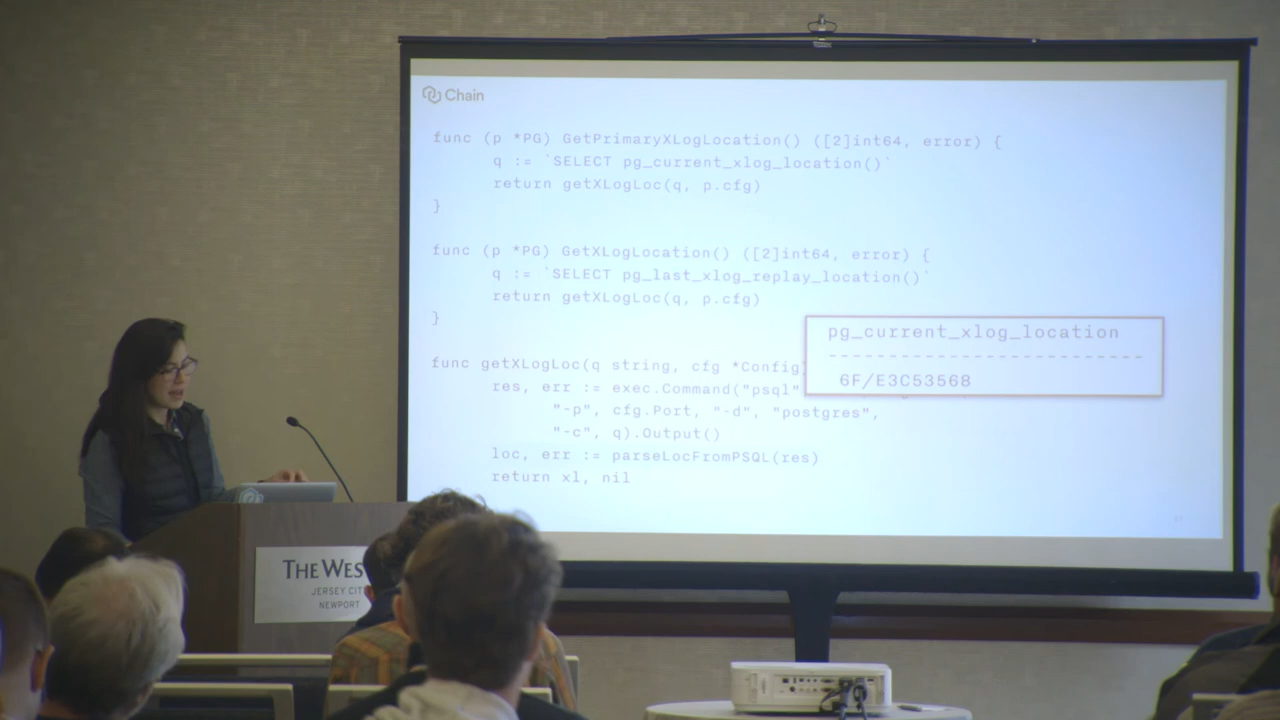 Chain
func (p *PG) GetPrimaryXLogLocation() ([2]int64, error) {
q := `SELECT pg_current_xlog_location()`
return getXLogLoc(q, p.cfg)
}
func (p *PG) GetXLogLocation() ([2]int64, error) {
q := `SELECT pg_last_xlog_replay_location()`
return getXLogLoc(q, p.cfg)
}
func getXLogLoc(q string, cfg *Config
res, err := exec.Command("psql"
"-p", cfg.Port, "-d", "postgres",
"-c", q).Output()
loc, err := parseLocFromPSQL(res)
return xl, nil
pg_current_xlog_location
-------------------------
6F/E3C53568
THE WES
JERSEY CIT
NEWPORT